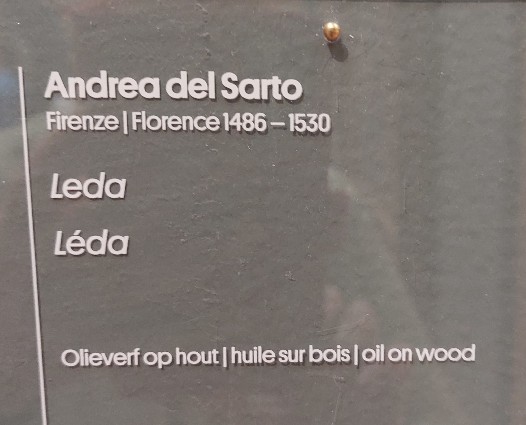 Andrea del Sarto
Firenze | Florence 1486 – 1530
Leda
Léda
Olieverf op hout | huile sur bois | oil on wood